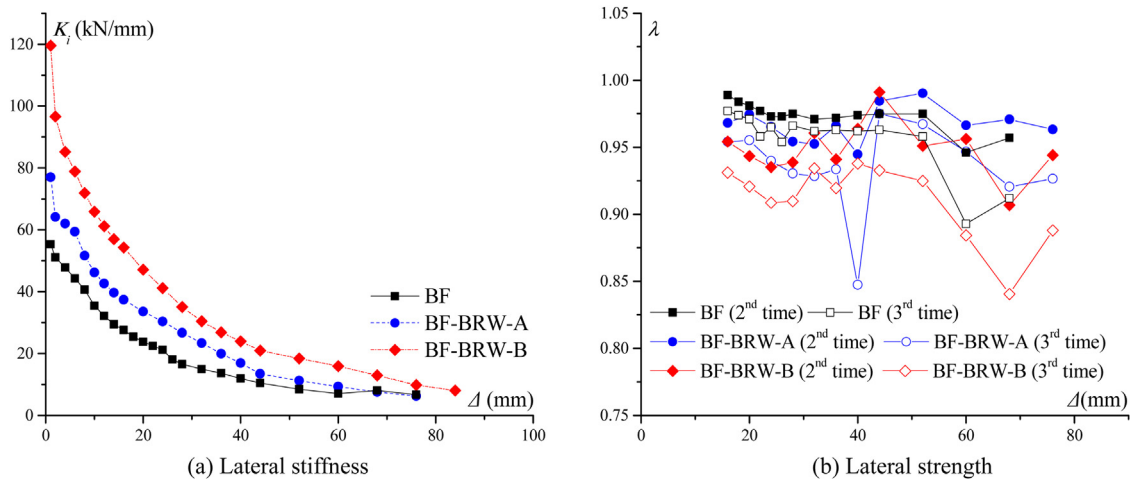 K_i (kN/mm)
120
100
80
60
40
20
0
BF
BF-BRW-A
BF-BRW-B
Δ (mm)
0 20 40 60 80 100
(a) Lateral stiffness
λ
1.05
1.00
0.95
0.90
0.85
0.80
0.75
BF (2nd time) BF (3rd time)
BF-BRW-A (2nd time) BF-BRW-A (3rd time)
BF-BRW-B (2nd time) BF-BRW-B (3rd time)
Δ(mm)
0 20 40 60 80
(b) Lateral strength